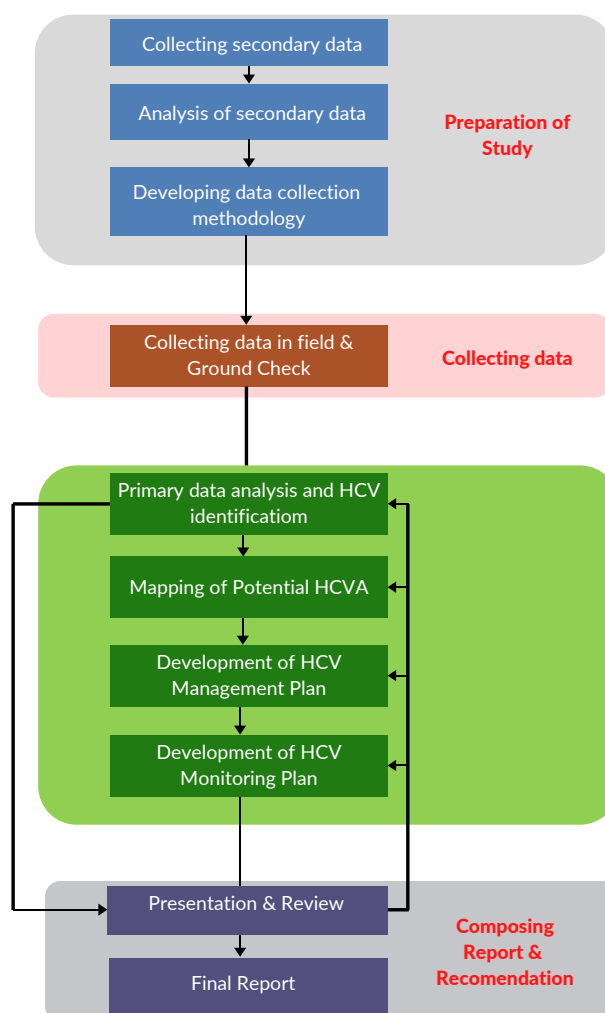 Collecting secondary data
Analysis of secondary data
Preparation of
Study
Developing data collection
methodology
Collecting data in field &
Ground Check
Collecting data
Primary data analysis and HCV
identificatiom
Mapping of Potential HCVA
Development of HCV
Management Plan
Development of HCV
Monitoring Plan
Presentation & Review
Composing
Report &
Recomendation
Final Report